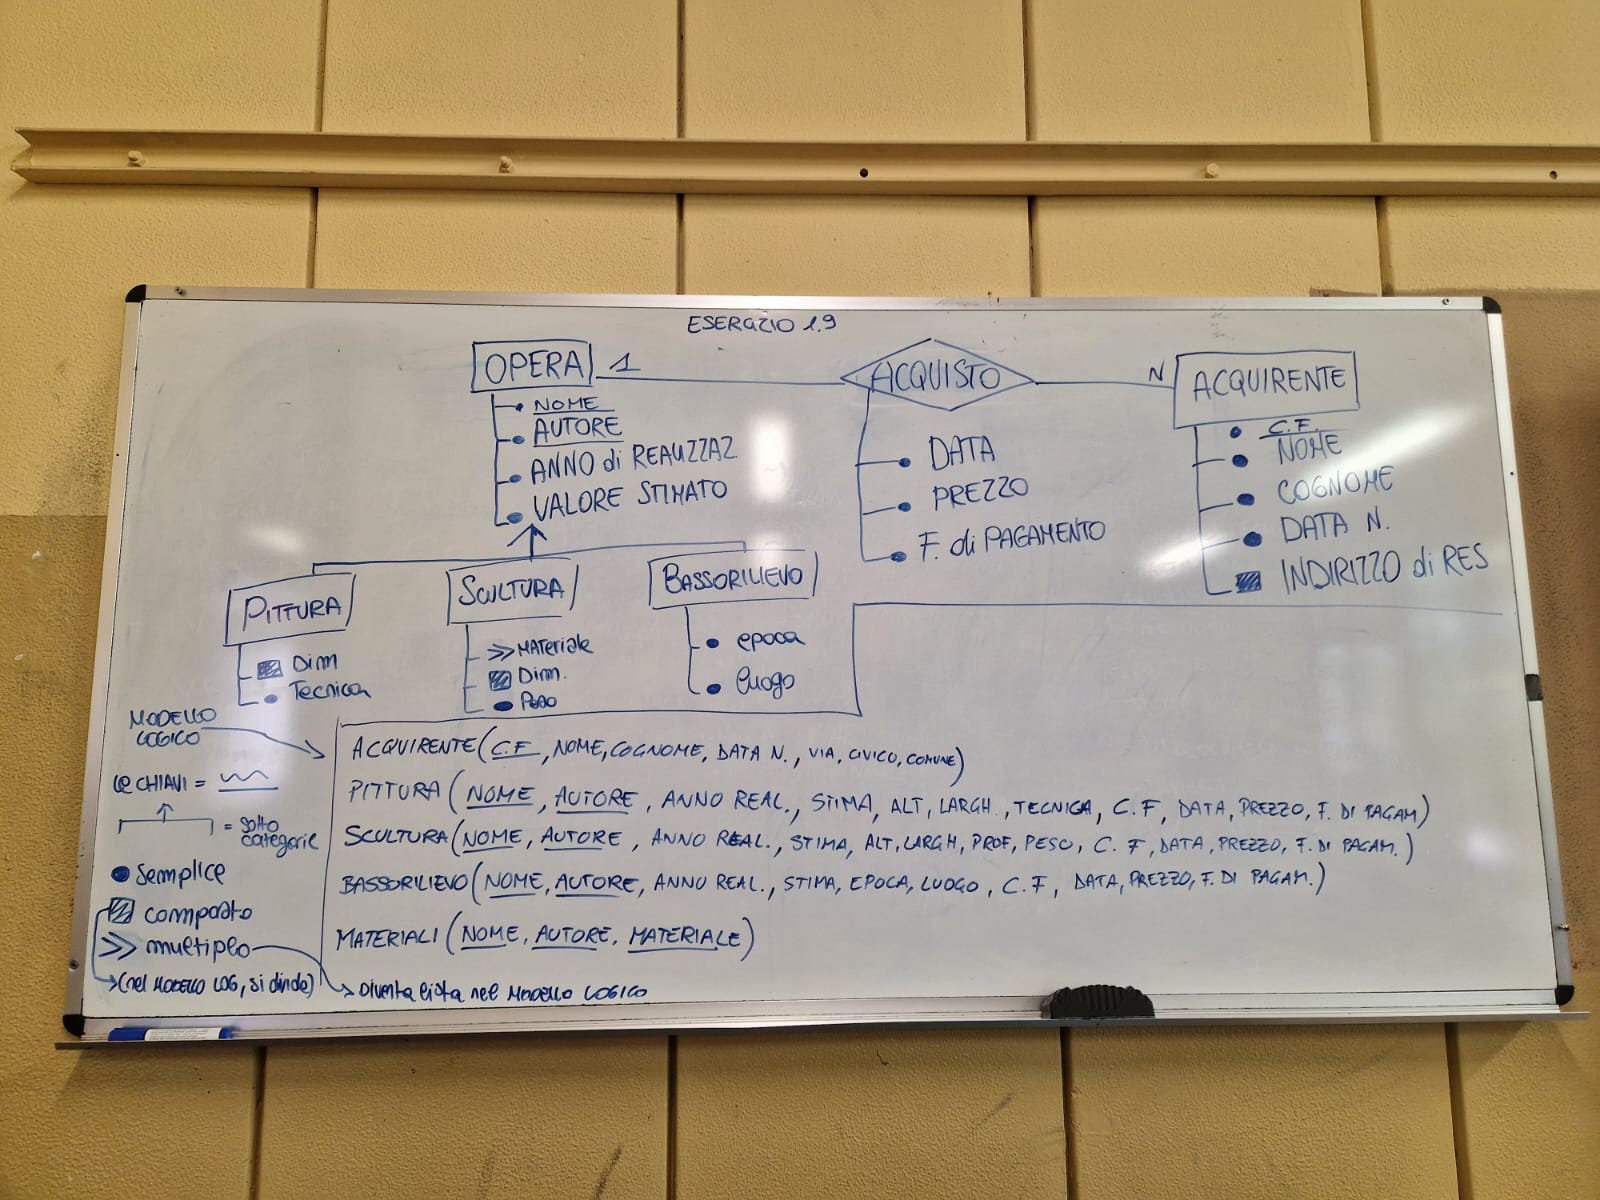 ESERCIZIO 1.9
OPERA 1 ACQUISTO N ACQUIRENTE
NOME
AUTORE
ANNO di REALIZZAZ.
VALORE STIMATO
DATA
PREZZO
F. di PAGAMENTO
C.F.
NOME
COGNOME
DATA N.
INDIRIZZO di RES
PITTURA
Dim
Tecnica
SCULTURA
MATERIALE
Dim.
Peso
BASSORILIEVO
epoca
luogo
MODELLO
LOGICO
le CHIAVI =
= sotto
categorie
semplice
composto
multiplo
(nel MODELLO LOG, si divide)
Diventa lista nel MODELLO LOGICO
ACQUIRENTE (C.F, NOME, COGNOME, DATA N., VIA, CIVICO, COMUNE)
PITTURA (NOME, AUTORE, ANNO REAL., STIMA, ALT, LARGH., TECNICA, C.F, DATA, PREZZO, F. DI PAGAM)
SCULTURA (NOME, AUTORE, ANNO REAL., STIMA, ALT, LARGH, PROF, PESO, C.F, DATA, PREZZO, F. DI PAGAM.)
BASSORILIEVO (NOME, AUTORE, ANNO REAL., STIMA, EPOCA, LUOGO, C.F, DATA, PREZZO, F. DI PAGAM.)
MATERIALI (NOME, AUTORE, MATERIALE)